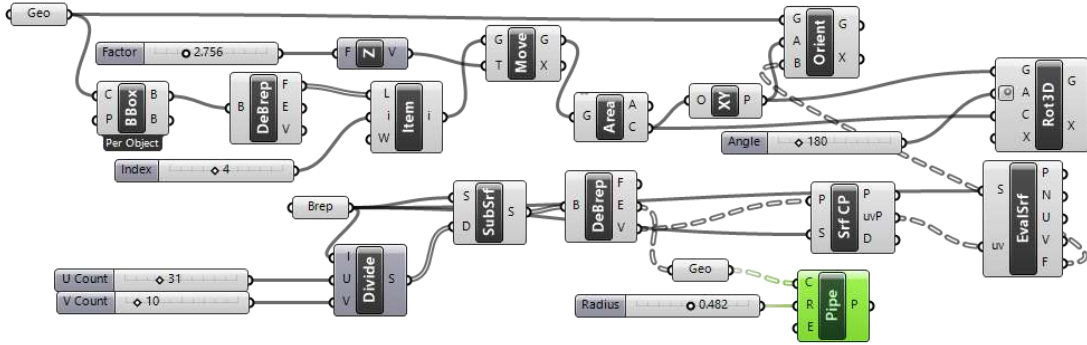 Geo
G
A
B
Orient
G
X
Factor
2.756
F
Z
V
G
T
Move
G
X
C
P
BBox
B
B
Per Object
B
DeBrep
F
E
V
L
i
W
Item
i
G
Area
A
C
O
XY
P
G
A
C
X
Rot3D
G
X
Angle
180
Index
4
Brep
S
D
SubSrf
S
B
DeBrep
F
E
V
P
S
Srf CP
P
uvP
D
S
uv
EvalSrf
P
N
U
V
F
I
U
V
Divide
S
U Count
31
V Count
10
Geo
Radius
0.482
C
R
E
Pipe
P